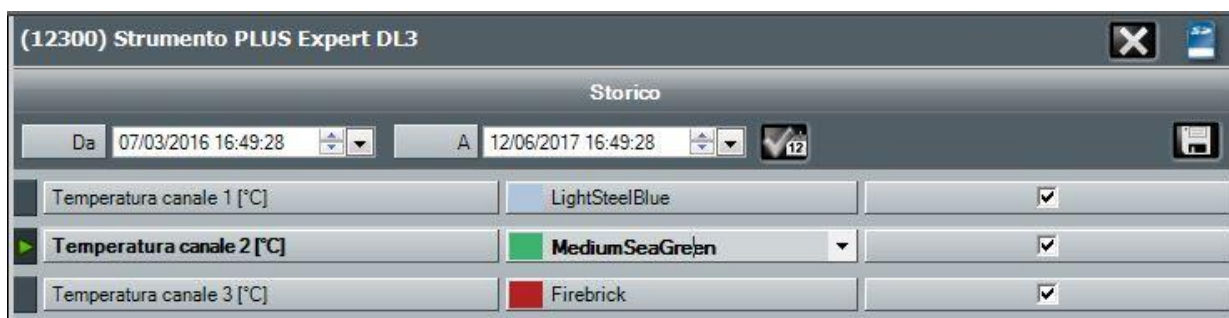 (12300) Strumento PLUS Expert DL3
Storico
Da 07/03/2016 16:49:28 A 12/06/2017 16:49:28 12
Temperatura canale 1 [°C] LightSteelBlue
Temperatura canale 2 [°C] MediumSeaGreen
Temperatura canale 3 [°C] Firebrick